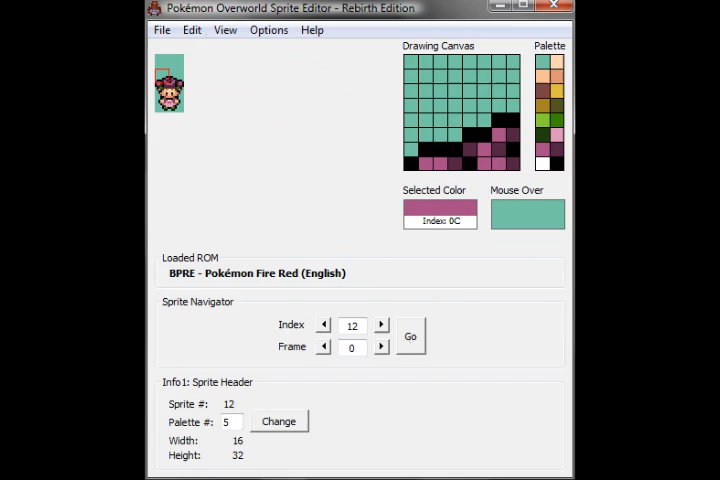 Pokémon Overworld Sprite Editor - Rebirth Edition
File Edit View Options Help
Drawing Canvas Palette
Selected Color Mouse Over
Index: 0C
Loaded ROM
BPRE - Pokémon Fire Red (English)
Sprite Navigator
Index 12 Go
Frame 0
Info1: Sprite Header
Sprite #: 12
Palette #: 5 Change
Width: 16
Height: 32